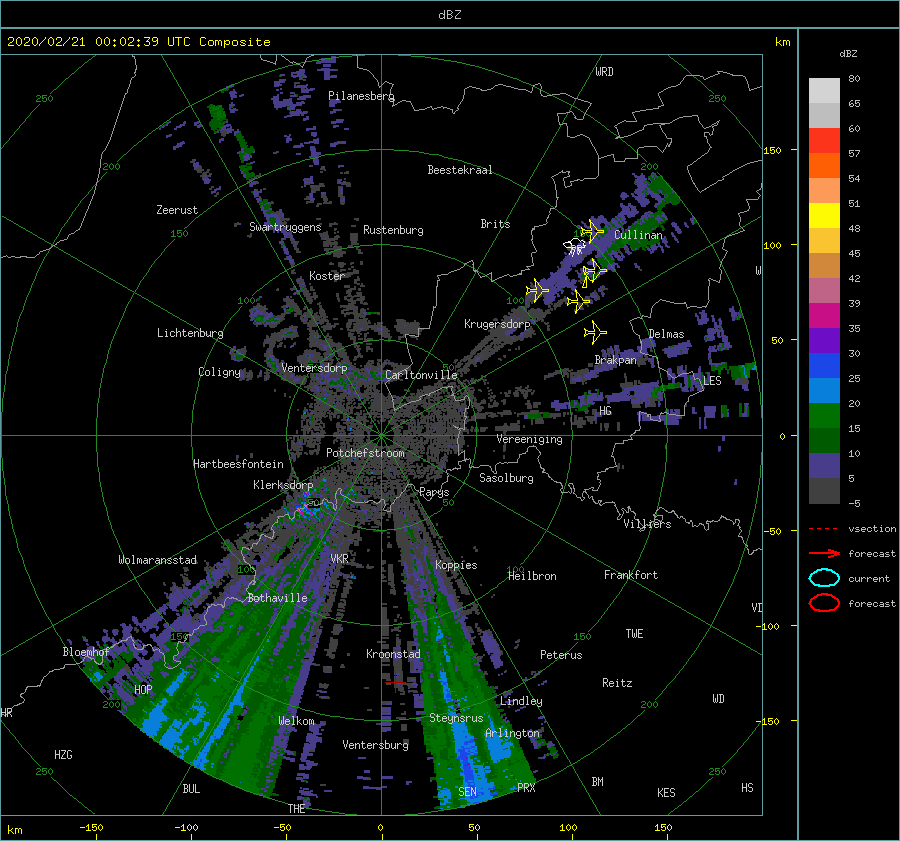 dBZ
2020/02/21 00:02:39 UTC Composite
km
dBZ
WRD
250
Pilanesberg
250
80
65
60
57
54
51
48
45
42
39
35
30
25
20
15
10
5
-5
150
200
Beestekraal
200
Zeerust
Swartruggens
Rustenburg
Brits
150
Cullinan
100
W
Koster
100
100
Lichtenburg
Krugersdorp
Delmas
50
Coligny
Ventersdorp
Carltonville
50
Brakpan
LES
HG
0
Vereeniging
Potchefstroom
Hartbeesfontein
Klerksdorp
Parys
Sasolburg
50
50
Villiers
-50
vsection
forecast
current
forecast
Wolmaransstad
VKR
Koppies
100
100
Heilbron
Frankfort
Bothaville
VI
-100
150
150
TWE
Bloemhof
Kroonstad
Peterus
HOP
Reitz
WD
200
Lindley
200
HR
Welkom
Steynsrus
-150
Arlington
Ventersburg
HZG
250
250
BUL
SEN
PRX
BM
KES
HS
THE
km
-150
-100
-50
0
50
100
150